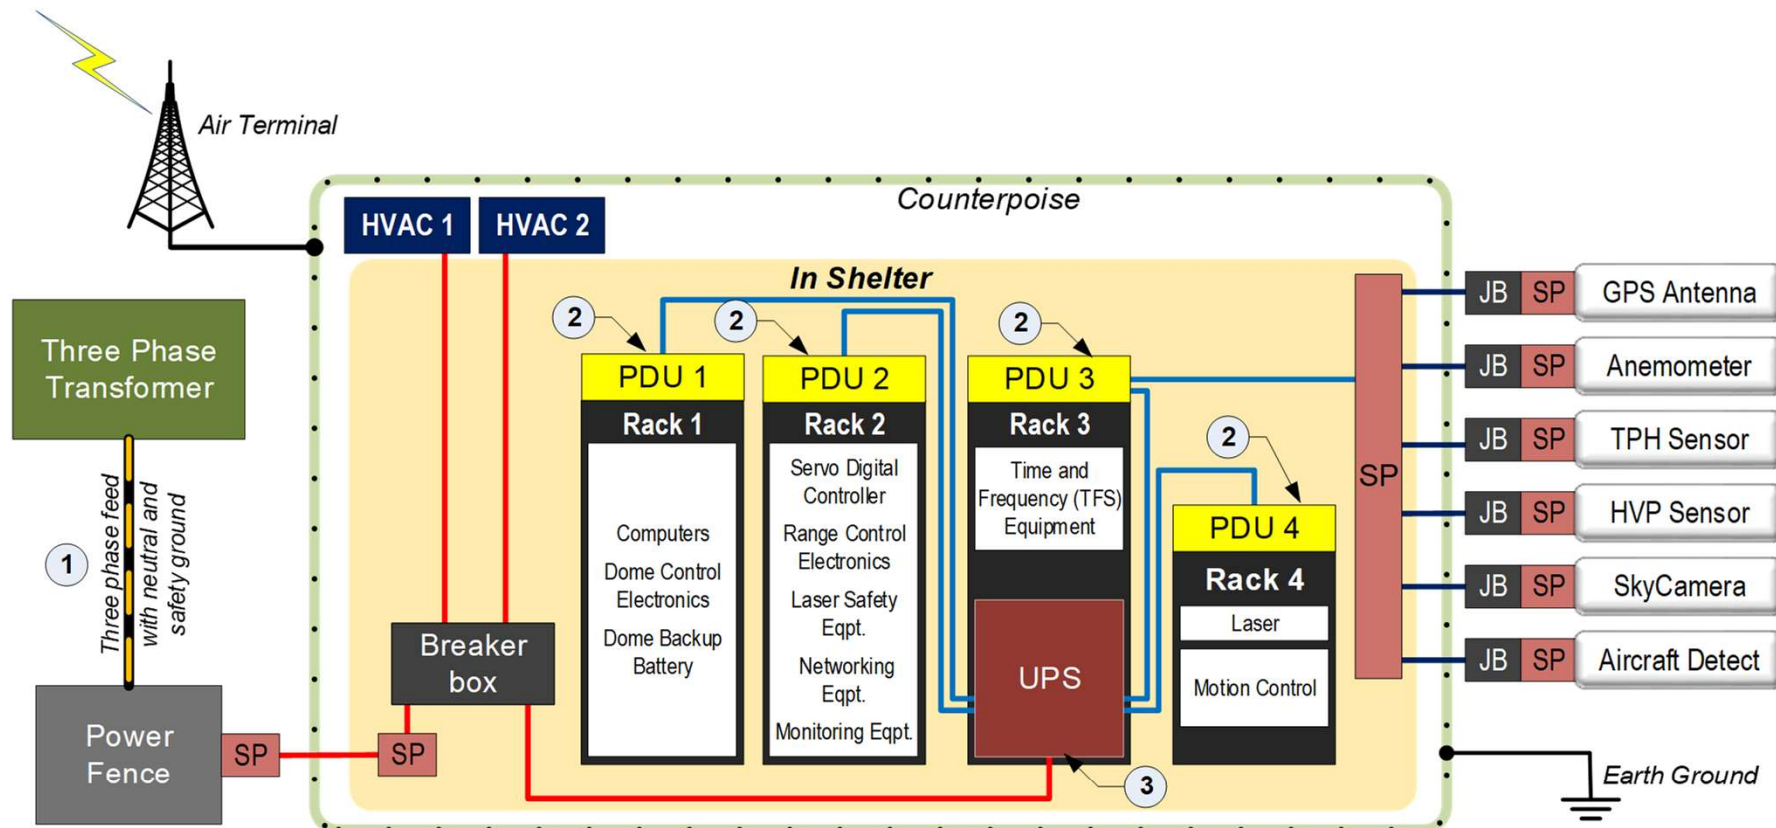 Air Terminal
Counterpoise
HVAC 1
HVAC 2
In Shelter
Three Phase
Transformer
1
Three phase feed
with neutral and
safety ground
Power
Fence
SP
SP
Breaker
box
2
PDU 1
Rack 1
Computers
Dome Control
Electronics
Dome Backup
Battery
2
PDU 2
Rack 2
Servo Digital
Controller
Range Control
Electronics
Laser Safety
Eqpt.
Networking
Eqpt.
Monitoring Eqpt.
2
PDU 3
Rack 3
Time and
Frequency (TFS)
Equipment
UPS
3
2
PDU 4
Rack 4
Laser
Motion Control
SP
JB SP GPS Antenna
JB SP Anemometer
JB SP TPH Sensor
JB SP HVP Sensor
JB SP SkyCamera
JB SP Aircraft Detect
Earth Ground